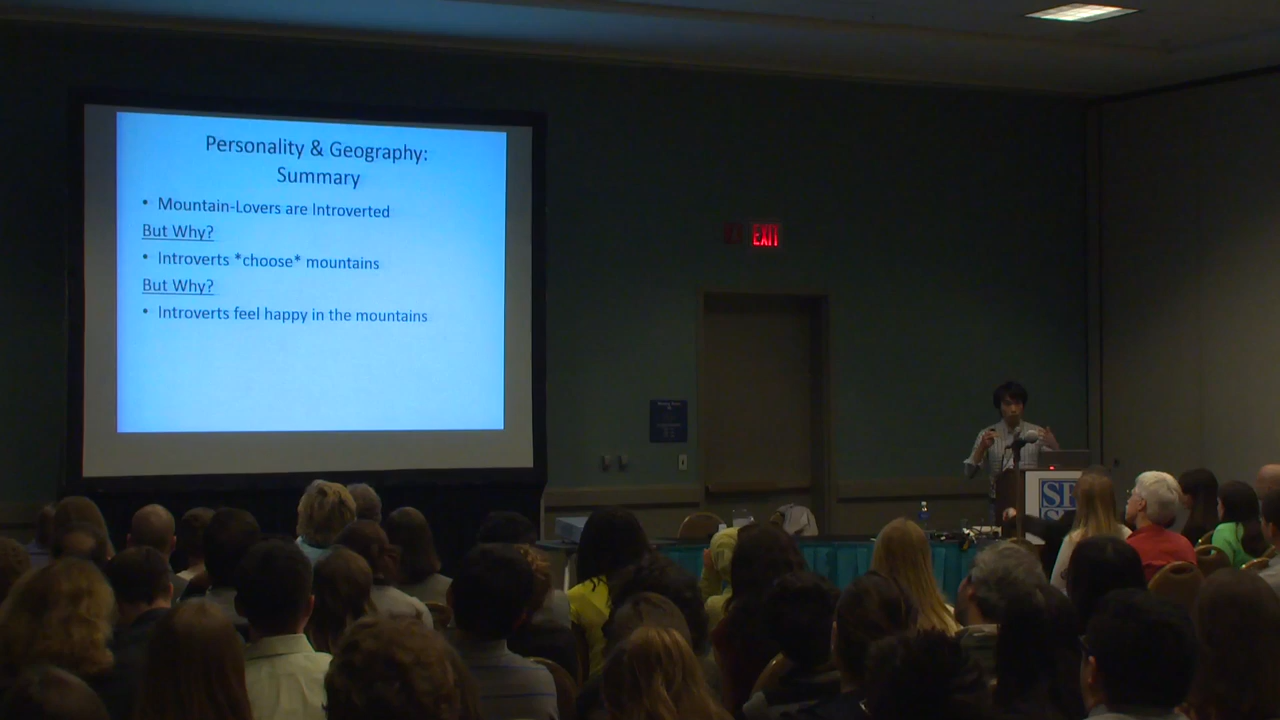 Personality & Geography:
Summary
• Mountain-Lovers are Introverted
But Why?
• Introverts *choose* mountains
But Why?
• Introverts feel happy in the mountains
EXIT
SP